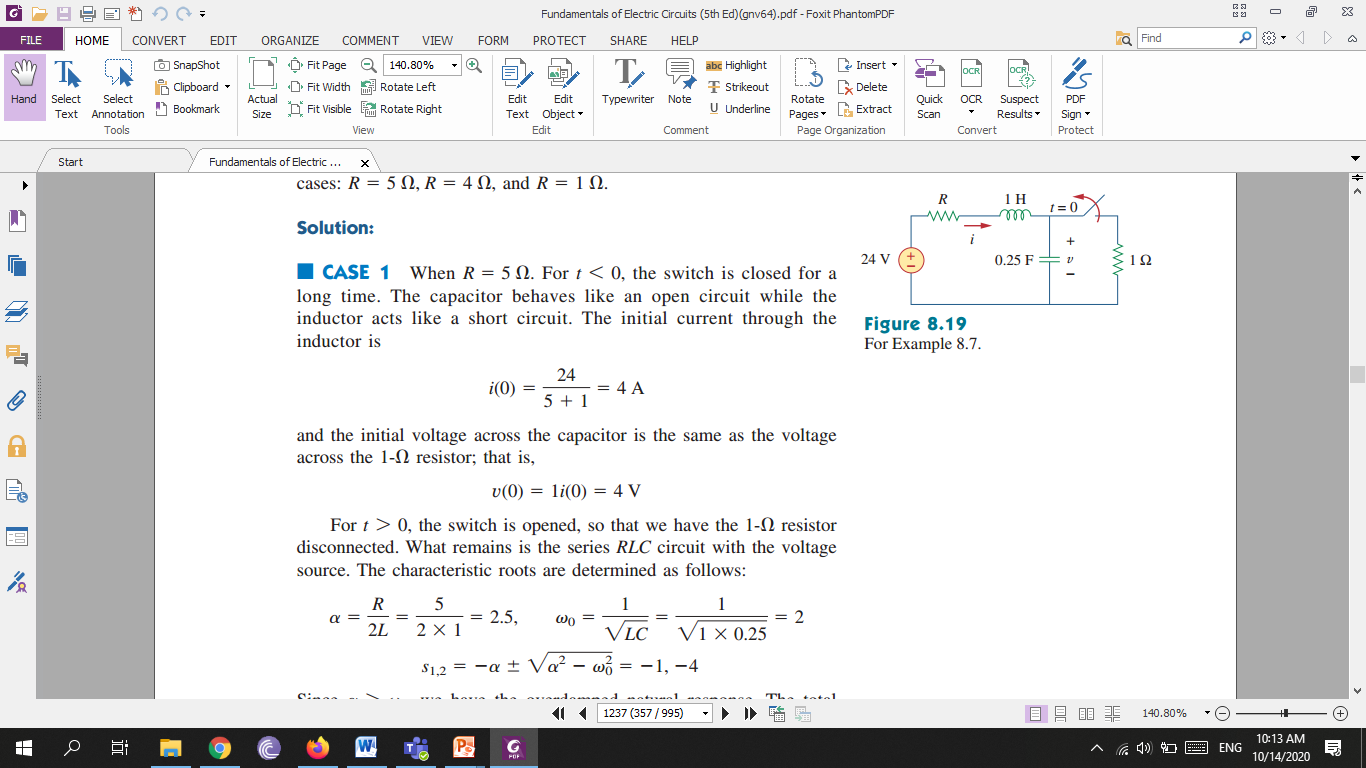 Fundamentals of Electric Circuits (5th Ed)(gnv64).pdf - Foxit PhantomPDF
FILE HOME CONVERT EDIT ORGANIZE COMMENT VIEW FORM PROTECT SHARE HELP Find
Hand
Select Text
Select Annotation
SnapShot
Clipboard
Bookmark
Tools
Actual Size
Fit Page
Fit Width
Fit Visible
140.80%
Rotate Left
Rotate Right
View
Edit Text
Edit Object
Edit
Typewriter
Note
abc Highlight
Strikeout
U Underline
Comment
Rotate Pages
Insert
Delete
Extract
Page Organization
Quick Scan
OCR
OCR
OCR
Suspect Results
Convert
PDF Sign
Protect
Start
Fundamentals of Electric ...
cases: R = 5 Ω, R = 4 Ω, and R = 1 Ω.
Solution:
CASE 1 When R = 5 Ω. For t < 0, the switch is closed for a
long time. The capacitor behaves like an open circuit while the
inductor acts like a short circuit. The initial current through the
inductor is
i(0) = 24 / (5 + 1) = 4 A
and the initial voltage across the capacitor is the same as the voltage
across the 1-Ω resistor; that is,
v(0) = 1i(0) = 4 V
For t > 0, the switch is opened, so that we have the 1-Ω resistor
disconnected. What remains is the series RLC circuit with the voltage
source. The characteristic roots are determined as follows:
α = R / 2L = 5 / (2 × 1) = 2.5, ω0 = 1 / √LC = 1 / √(1 × 0.25) = 2
s1,2 = −α ± √(α² − ω0²) = −1, −4
R
1 H
t = 0
i
24 V
0.25 F
+
v
−
1 Ω
Figure 8.19
For Example 8.7.
1237 (357 / 995)
140.80%
ENG
10:13 AM
10/14/2020